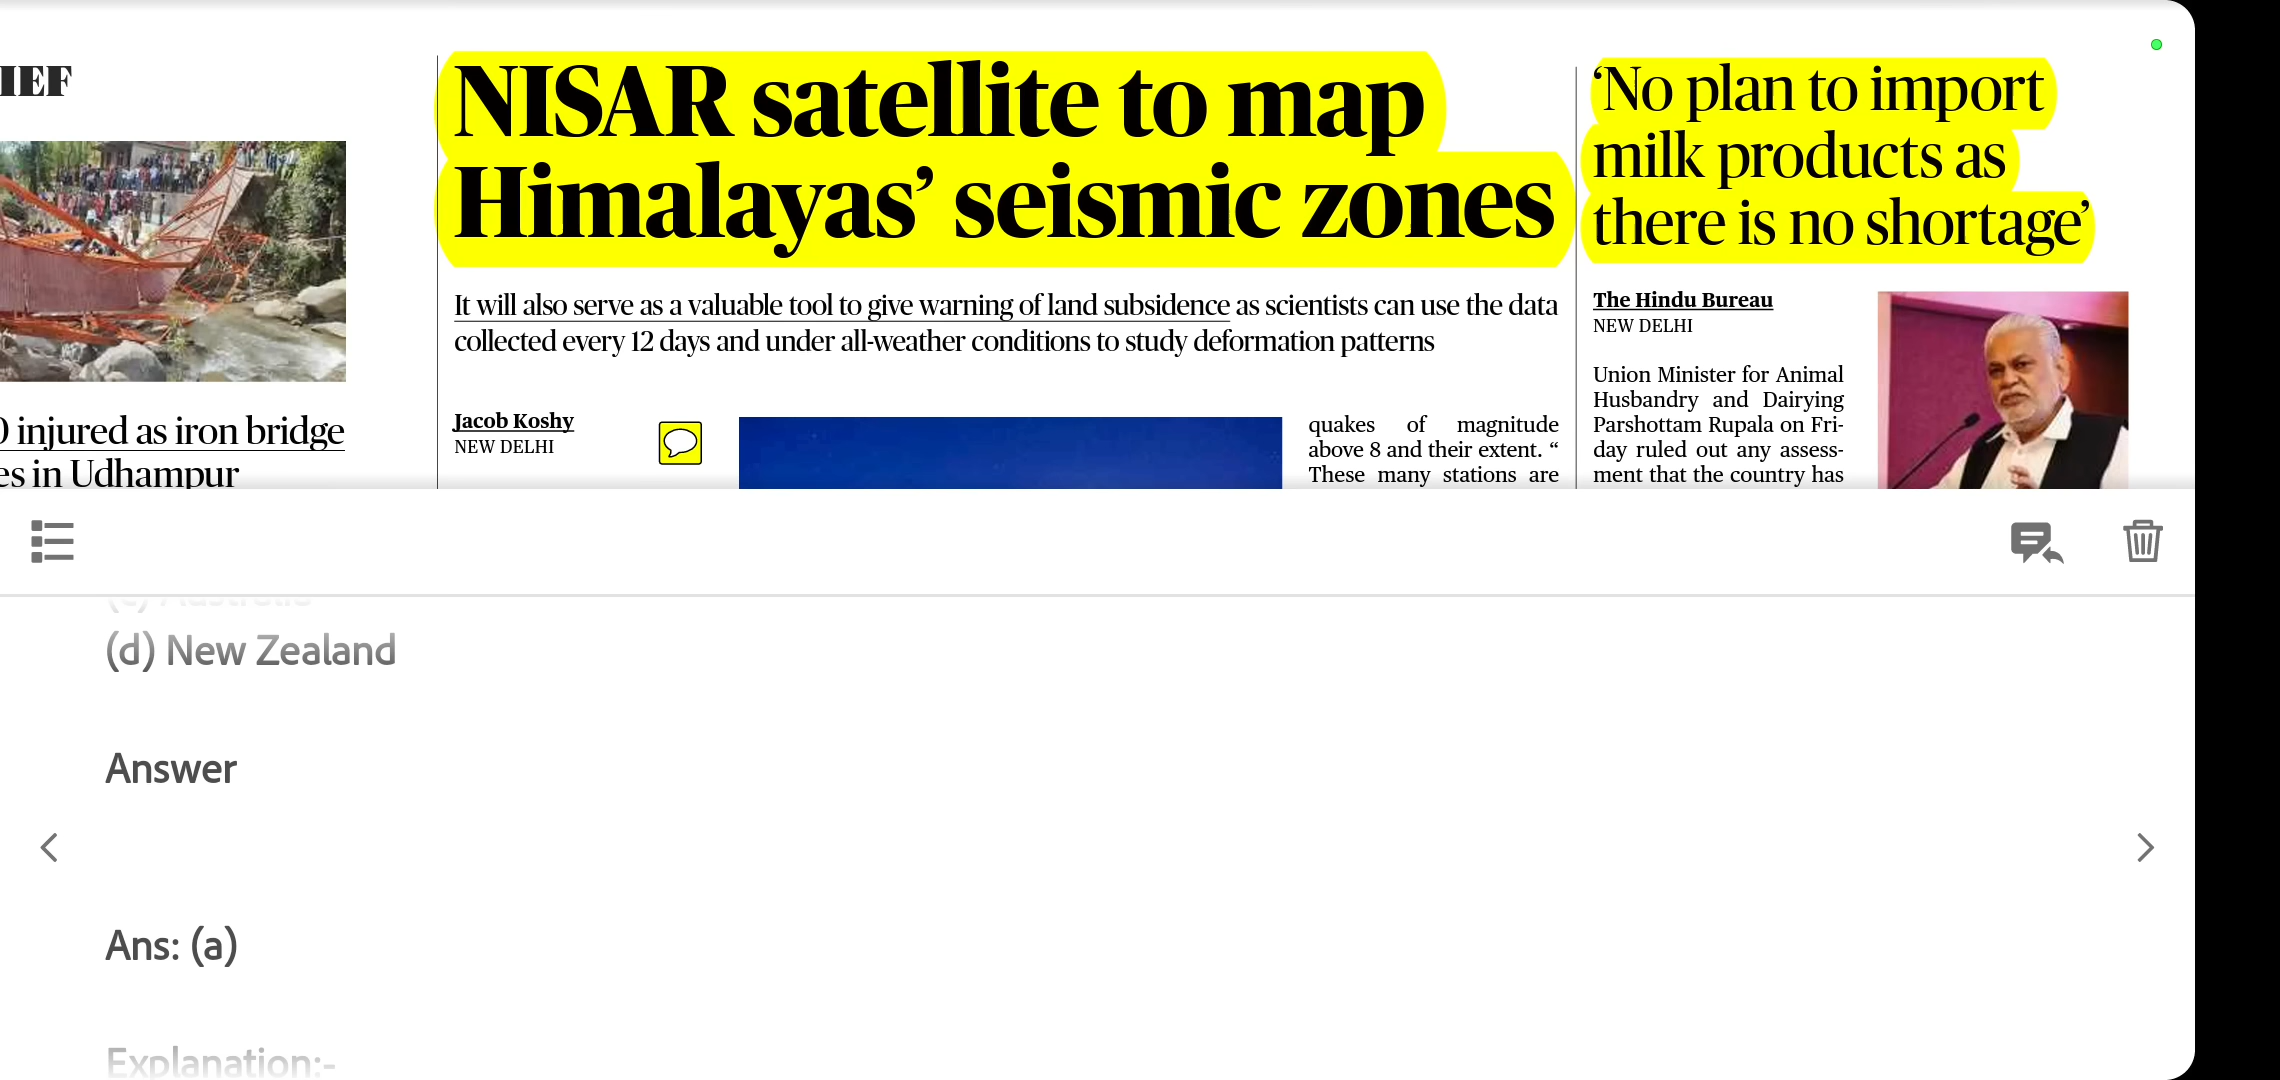 IEF
0 injured as iron bridge
es in Udhampur
NISAR satellite to map
Himalayas’ seismic zones
It will also serve as a valuable tool to give warning of land subsidence as scientists can use the data
collected every 12 days and under all-weather conditions to study deformation patterns
Jacob Koshy
NEW DELHI
quakes of magnitude
above 8 and their extent. “
These many stations are
‘No plan to import
milk products as
there is no shortage’
The Hindu Bureau
NEW DELHI
Union Minister for Animal
Husbandry and Dairying
Parshottam Rupala on Fri-
day ruled out any assess-
ment that the country has
(c) Australia
(d) New Zealand
Answer
Ans: (a)
Explanation:-